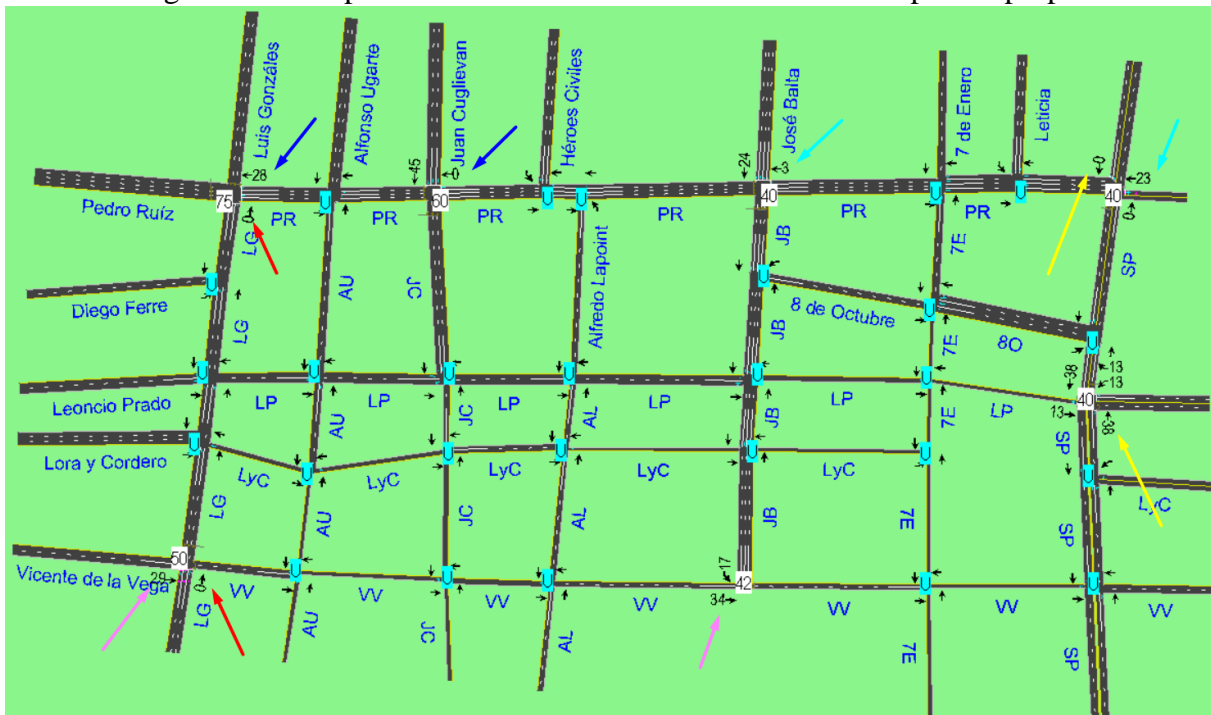 Luis Gonzáles
Alfonso Ugarte
Juan Cuglievan
Héroes Civiles
José Balta
7 de Enero
Leticia
28
45
0
24
3
0
23
Pedro Ruíz
75
PR
PR
60
PR
PR
40
PR
PR
40
0
0
LG
AU
JC
Alfredo Lapoint
JB
7E
SP
Diego Ferre
LG
8 de Octubre
JB
7E
8O
13
38
13
Leoncio Prado
LP
LP
LP
LP
LP
LP
40
13
38
AU
JC
AL
JB
7E
SP
Lora y Cordero
LyC
LyC
LyC
LyC
LyC
LyC
LG
AU
JC
AL
JB
7E
SP
50
17
Vicente de la Vega
29
0
34
42
VV
VV
VV
VV
VV
VV
VV
LG
AU
JC
AL
7E
SP